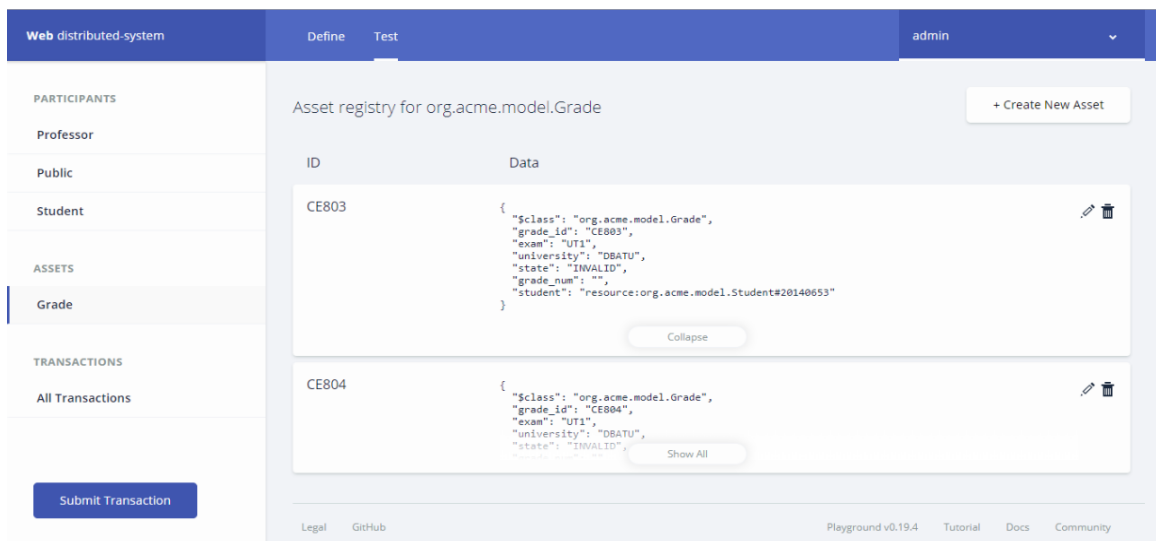 Web distributed-system
Define Test
admin
PARTICIPANTS
Professor
Public
Student
ASSETS
Grade
TRANSACTIONS
All Transactions
Submit Transaction
Asset registry for org.acme.model.Grade
+ Create New Asset
ID Data
CE803
{
"$class": "org.acme.model.Grade",
"grade_id": "CE803",
"exam": "UT1",
"university": "DBATU",
"state": "INVALID",
"grade_num": "",
"student": "resource:org.acme.model.Student#20140653"
}
Collapse
CE804
{
"$class": "org.acme.model.Grade",
"grade_id": "CE804",
"exam": "UT1",
"university": "DBATU",
"state": "INVALID",
Show All
Legal GitHub
Playground v0.19.4 Tutorial Docs Community